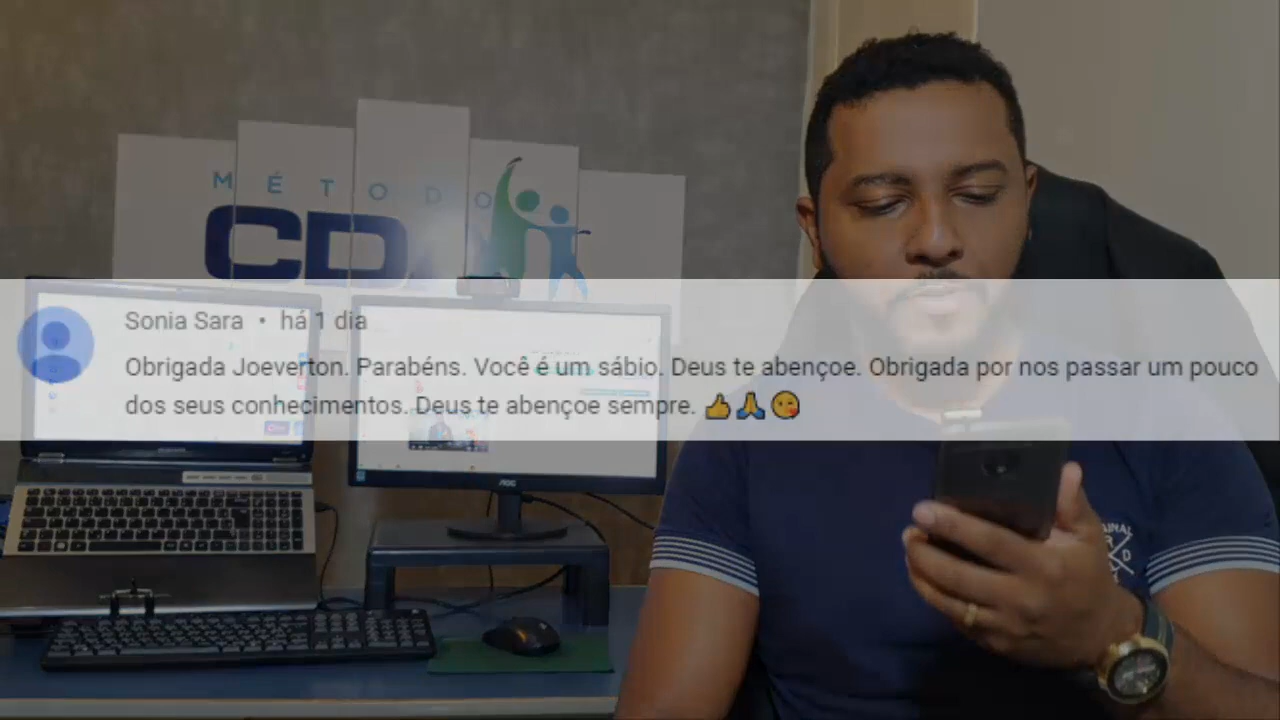 MÉTODO
CD
Sonia Sara • há 1 dia
Obrigada Joeverton. Parabéns. Você é um sábio. Deus te abençoe. Obrigada por nos passar um pouco
dos seus conhecimentos. Deus te abençoe sempre. 👍🙏😘
AOC